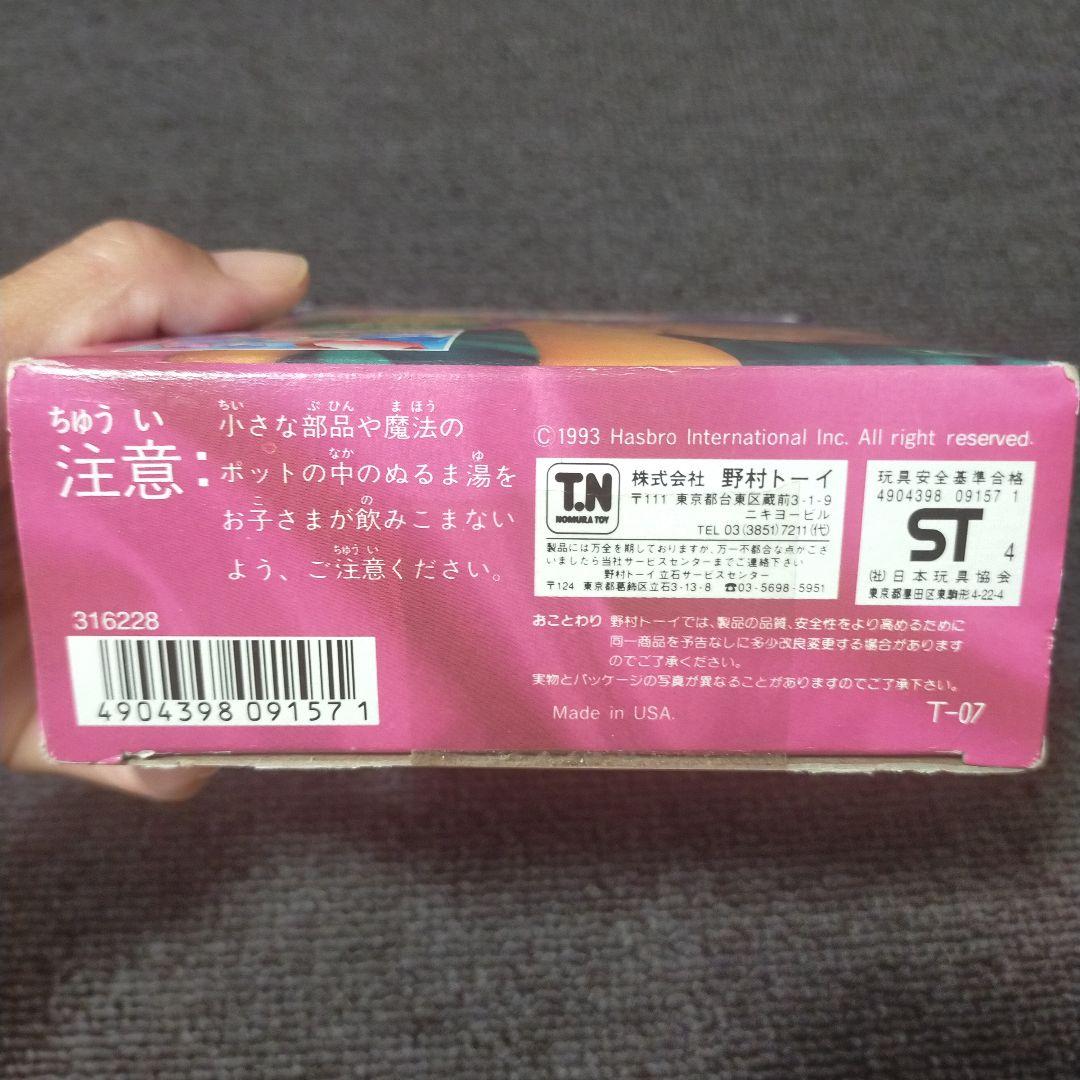 ちゅうい
注意:
ちい ぶひん まほう
小さな部品や魔法の
なか ゆ
ポットの中のぬるま湯を
こ の
お子さまが飲みこまない
ちゅうい
よう、ご注意ください。
316228
4904398 091571
©1993 Hasbro International Inc. All right reserved.
T.N
NOMURA TOY
株式会社 野村トーイ
〒111 東京都台東区蔵前3-1-9
ニキヨービル
TEL 03(3851)7211(代)
製品には万全を期しておりますか、万一不都合な点がござ
いましたら当社サービスセンターまでご連絡下さい
野村トーイ 立石サービスセンター
〒124 東京都葛飾区立石3-13-8 ☎03-5698-5951
玩具安全基準合格
4904398 09157 1
ST 4
(社)日本玩具協会
東京都墨田区東駒形4-22-4
おことわり 野村トーイでは、製品の品質、安全性をより高めるために
同一商品を予告なしに多少改良変更する場合があります
のでご了承ください。
実物とパッケージの写真が異なることがありますのでご了承下さい。
Made in USA.
T-07